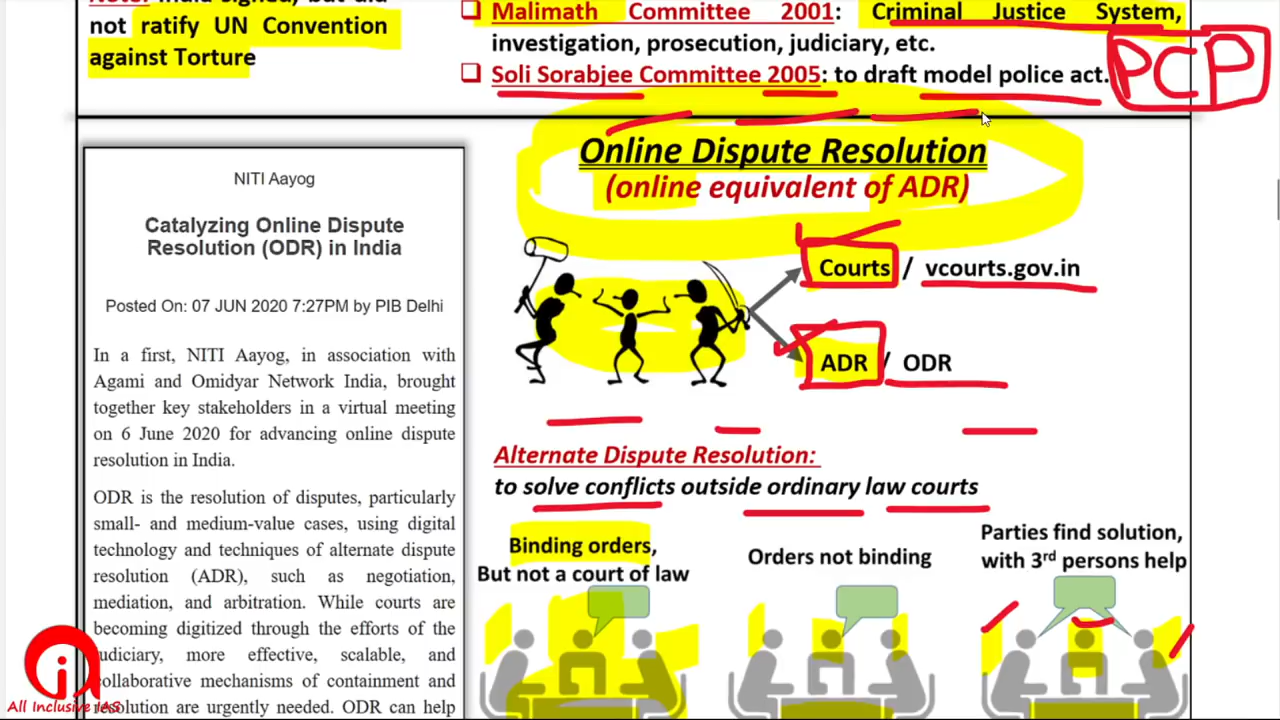 Note: India signed, but did
not ratify UN Convention
against Torture
❑ Malimath Committee 2001: Criminal Justice System,
investigation, prosecution, judiciary, etc.
❑ Soli Sorabjee Committee 2005: to draft model police act.
PCP
NITI Aayog
Catalyzing Online Dispute
Resolution (ODR) in India
Posted On: 07 JUN 2020 7:27PM by PIB Delhi
In a first, NITI Aayog, in association with
Agami and Omidyar Network India, brought
together key stakeholders in a virtual meeting
on 6 June 2020 for advancing online dispute
resolution in India.
ODR is the resolution of disputes, particularly
small- and medium-value cases, using digital
technology and techniques of alternate dispute
resolution (ADR), such as negotiation,
mediation, and arbitration. While courts are
becoming digitized through the efforts of the
judiciary, more effective, scalable, and
collaborative mechanisms of containment and
resolution are urgently needed. ODR can help
Online Dispute Resolution
(online equivalent of ADR)
Courts / vcourts.gov.in
ADR / ODR
Alternate Dispute Resolution:
to solve conflicts outside ordinary law courts
Binding orders,
But not a court of law
Orders not binding
Parties find solution,
with 3rd persons help
All Inclusive IAS